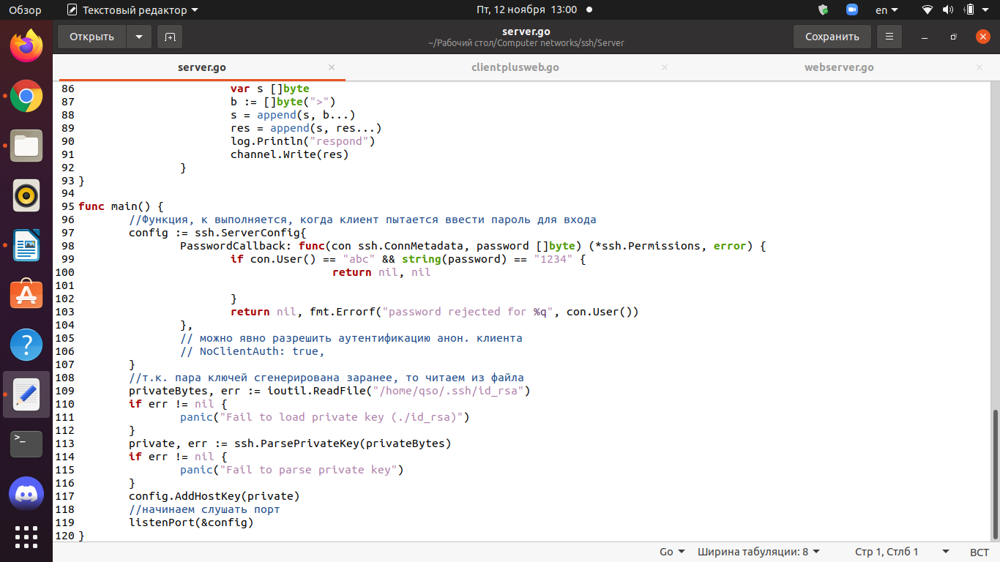 Обзор
Текстовый редактор
Пт, 12 ноября 13:00
en
Открыть
server.go
~/Рабочий стол/Computer networks/ssh/Server
Сохранить
server.go
clientplusweb.go
webserver.go
86 var s []byte
87 b := []byte(">")
88 s = append(s, b...)
89 res = append(s, res...)
90 log.Println("respond")
91 channel.Write(res)
92 }
93 }
94
95 func main() {
96 //Функция, к выполняется, когда клиент пытается ввести пароль для входа
97 config := ssh.ServerConfig{
98 PasswordCallback: func(con ssh.ConnMetadata, password []byte) (*ssh.Permissions, error) {
99 if con.User() == "abc" && string(password) == "1234" {
100 return nil, nil
101
102 }
103 return nil, fmt.Errorf("password rejected for %q", con.User())
104 },
105 // можно явно разрешить аутентификацию анон. клиента
106 // NoClientAuth: true,
107 }
108 //т.к. пара ключей сгенерирована заранее, то читаем из файла
109 privateBytes, err := ioutil.ReadFile("/home/qso/.ssh/id_rsa")
110 if err != nil {
111 panic("Fail to load private key (./id_rsa)")
112 }
113 private, err := ssh.ParsePrivateKey(privateBytes)
114 if err != nil {
115 panic("Fail to parse private key")
116 }
117 config.AddHostKey(private)
118 //начинаем слушать порт
119 listenPort(&config)
120 }
Go
Ширина табуляции: 8
Стр 1, Стлб 1
ВСТ